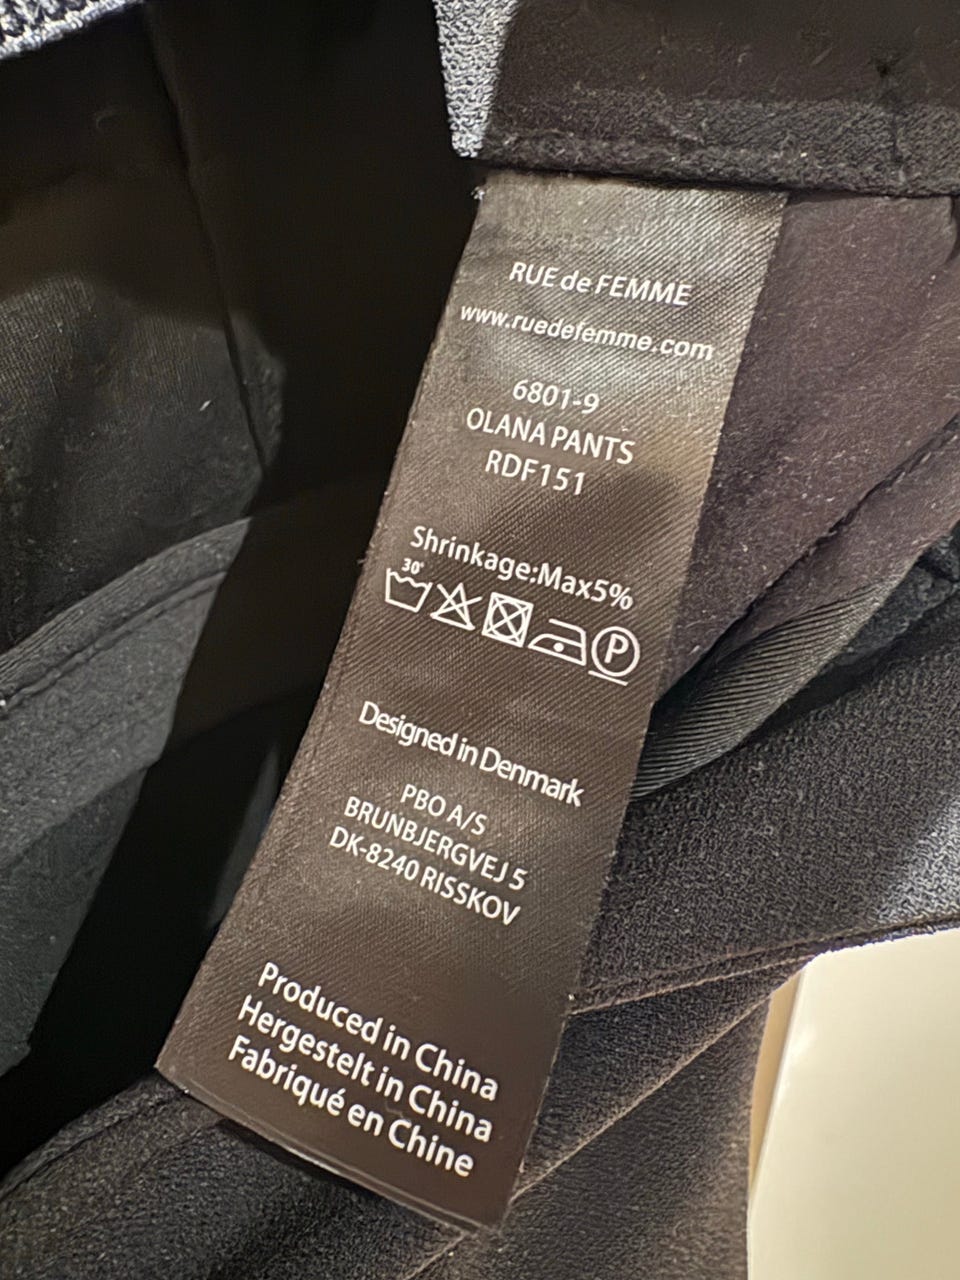 RUE de FEMME
www.ruedefemme.com
6801-9
OLANA PANTS
RDF151
Shrinkage:Max5%
30°
P
Designed in Denmark
PBO A/S
BRUNBJERGVEJ 5
DK-8240 RISSKOV
Produced in China
Hergestelt in China
Fabriqué en Chine